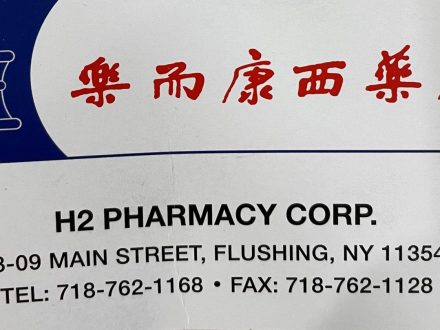 樂而康西藥
H2 PHARMACY CORP.
-09 MAIN STREET, FLUSHING, NY 11354
TEL: 718-762-1168 • FAX: 718-762-1128